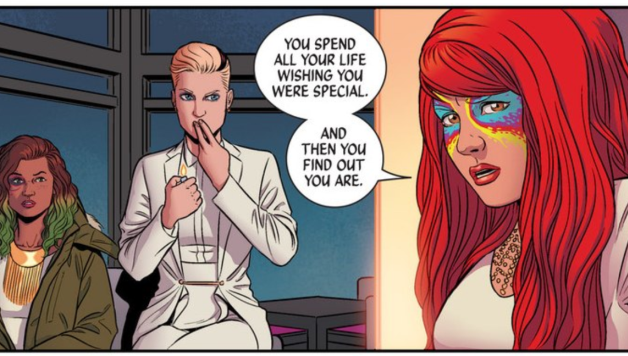 YOU SPEND
ALL YOUR LIFE
WISHING YOU
WERE SPECIAL.
AND
THEN YOU
FIND OUT
YOU ARE.